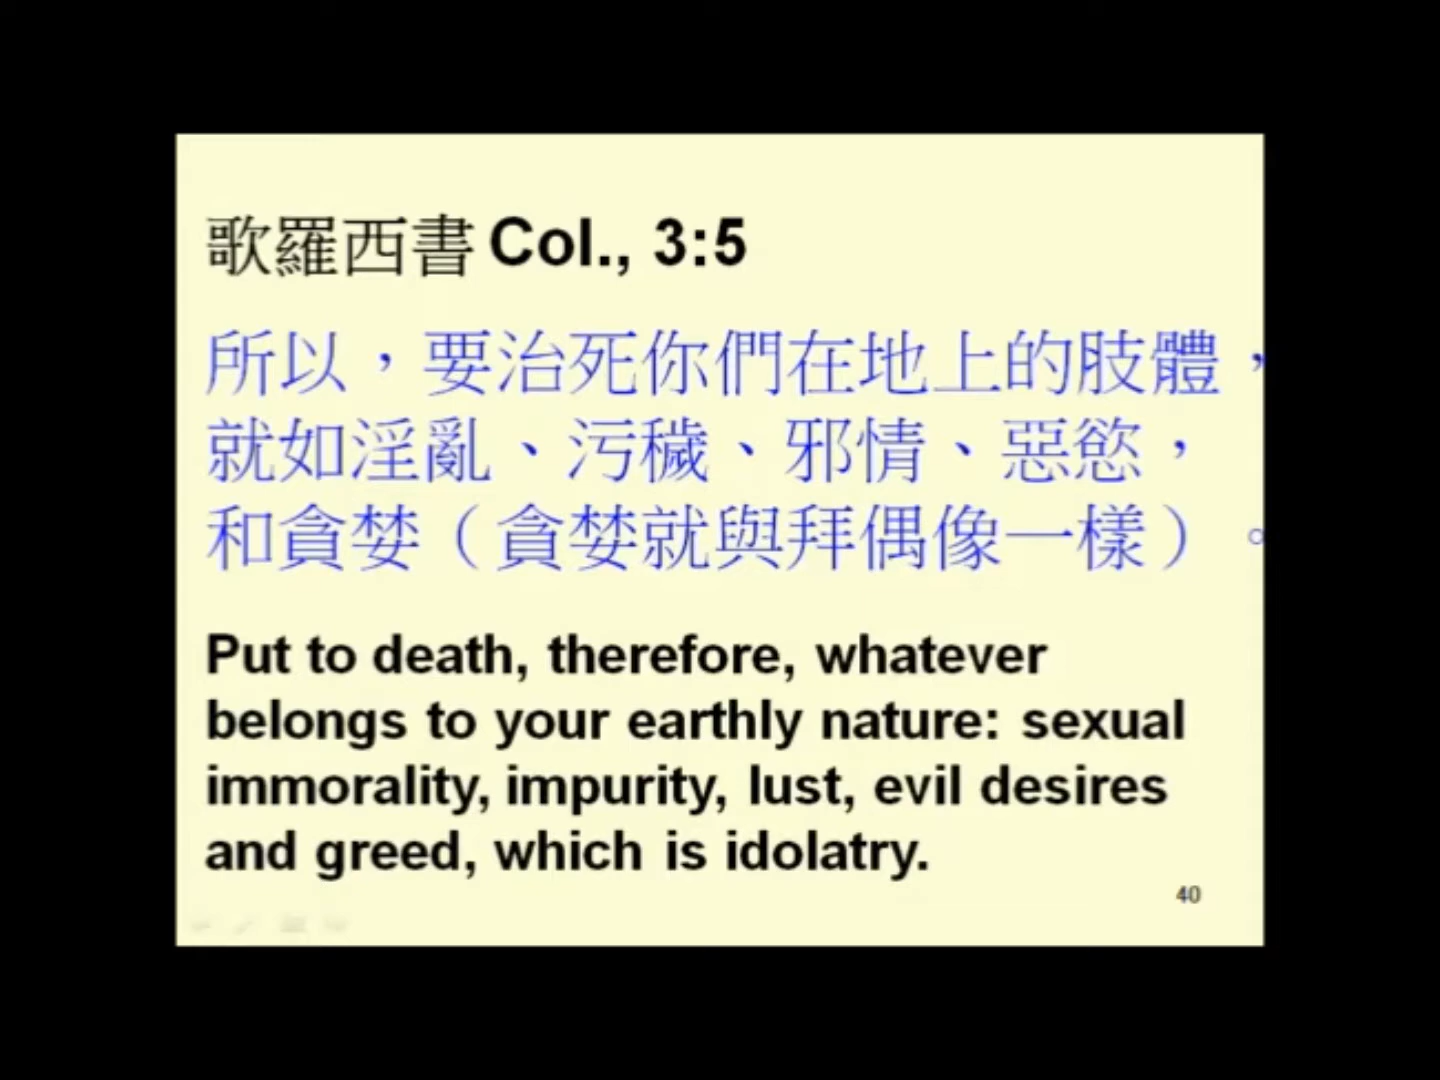 歌羅西書 Col., 3:5
所以，要治死你們在地上的肢體，
就如淫亂、污穢、邪情、惡慾，
和貪婪（貪婪就與拜偶像一樣）。
Put to death, therefore, whatever
belongs to your earthly nature: sexual
immorality, impurity, lust, evil desires
and greed, which is idolatry.
40